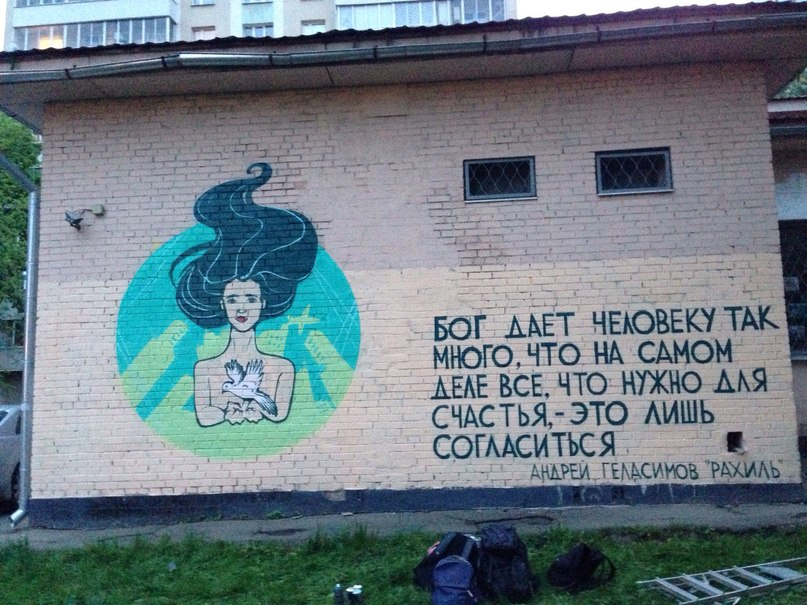 БОГ ДАЕТ ЧЕЛОВЕКУ ТАК
МНОГО, ЧТО НА САМОМ
ДЕЛЕ ВСЕ, ЧТО НУЖНО ДЛЯ
СЧАСТЬЯ,-ЭТО ЛИШЬ
СОГЛАСИТЬСЯ
АНДРЕЙ ГЕЛАСИМОВ "РАХИЛЬ"